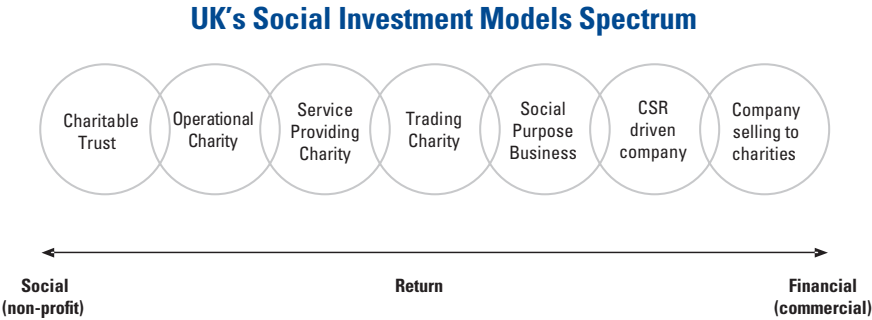 UK's Social Investment Models Spectrum
Charitable
Trust
Operational
Charity
Service
Providing
Charity
Trading
Charity
Social
Purpose
Business
CSR
driven
company
Company
selling to
charities
Social
(non-profit)
Return
Financial
(commercial)